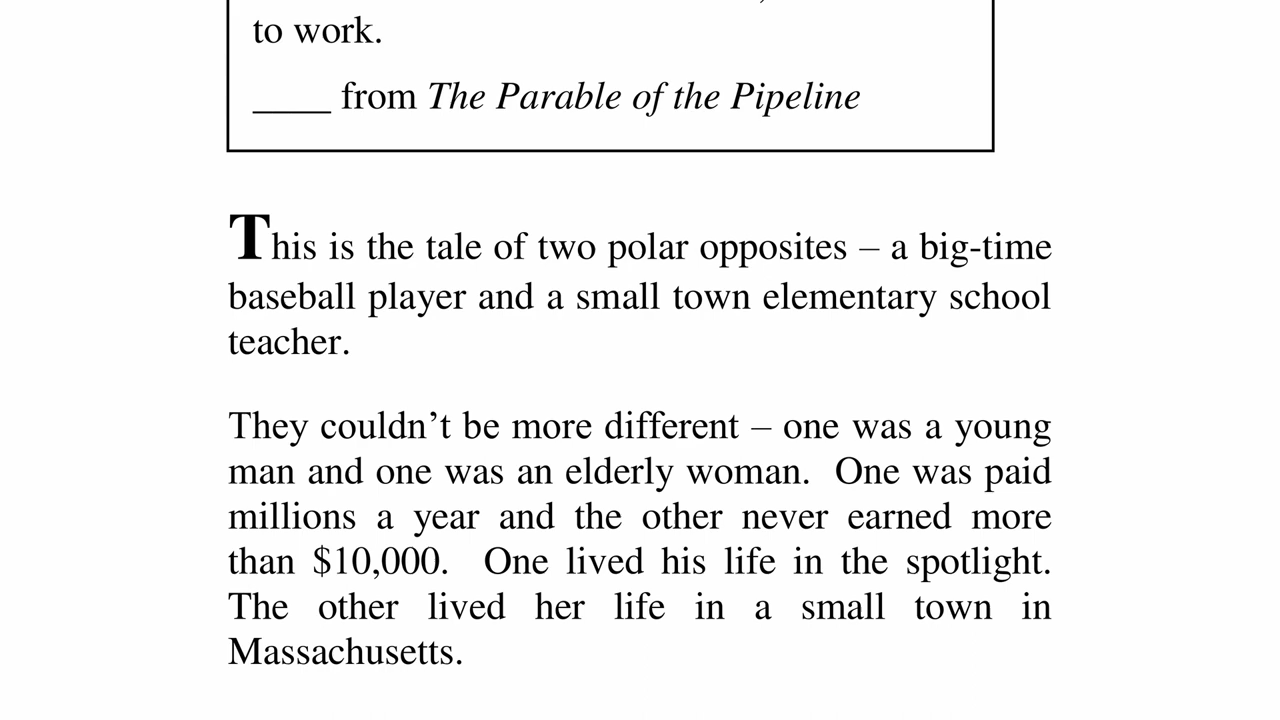 to work.
____ from The Parable of the Pipeline
This is the tale of two polar opposites – a big-time
baseball player and a small town elementary school
teacher.
They couldn’t be more different – one was a young
man and one was an elderly woman.  One was paid
millions a year and the other never earned more
than $10,000.  One lived his life in the spotlight.
The other lived her life in a small town in
Massachusetts.